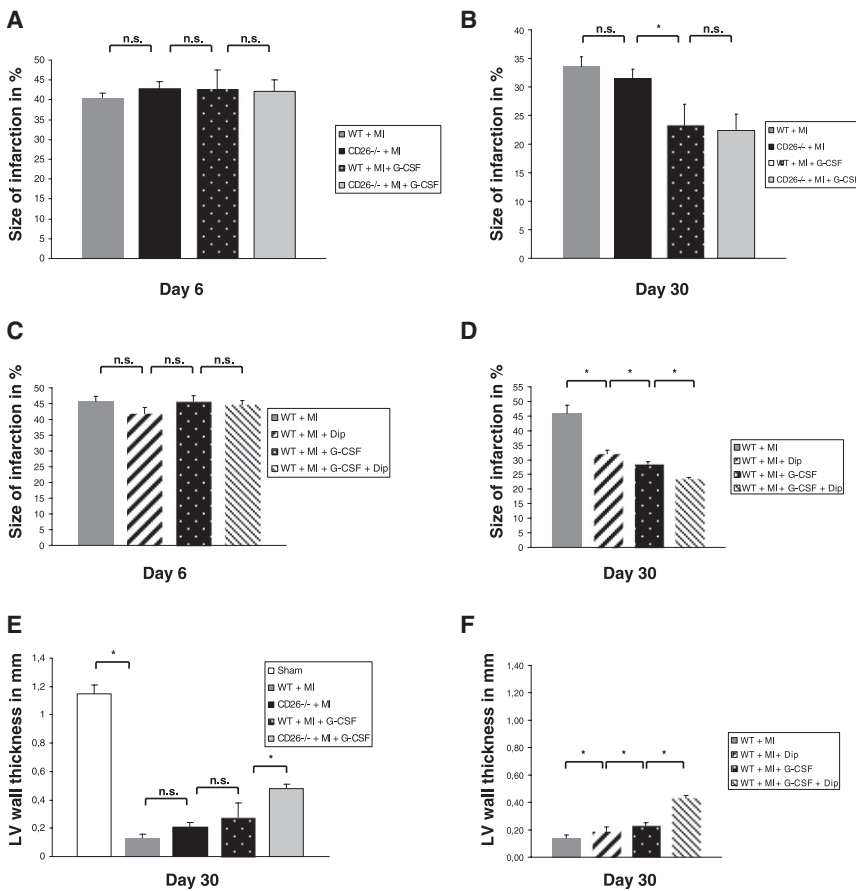 A
n.s. n.s. n.s.
Size of infarction in %
50
45
40
35
30
25
20
15
10
5
0
WT + MI
CD26-/- + MI
WT + MI + G-CSF
CD26-/- + MI + G-CSF
Day 6
B
n.s. * n.s.
Size of infarction in %
40
35
30
25
20
15
10
5
0
WT + MI
CD26-/- + MI
WT + MI + G-CSF
CD26-/- + MI + G-CSF
Day 30
C
n.s. n.s. n.s.
Size of infarction in %
50
45
40
35
30
25
20
15
10
5
0
WT + MI
WT + MI + Dip
WT + MI + G-CSF
WT + MI + G-CSF + Dip
Day 6
D
* * *
Size of infarction in %
55
50
45
40
35
30
25
20
15
10
5
0
WT + MI
WT + MI + Dip
WT + MI + G-CSF
WT + MI + G-CSF + Dip
Day 30
E
* n.s. n.s. *
LV wall thickness in mm
1,4
1,2
1
0,8
0,6
0,4
0,2
0
Sham
WT + MI
CD26-/- + MI
WT + MI + G-CSF
CD26-/- + MI + G-CSF
Day 30
F
* * *
LV wall thickness in mm
1,40
1,20
1,00
0,80
0,60
0,40
0,20
0,00
WT + MI
WT + MI + Dip
WT + MI + G-CSF
WT + MI + G-CSF + Dip
Day 30